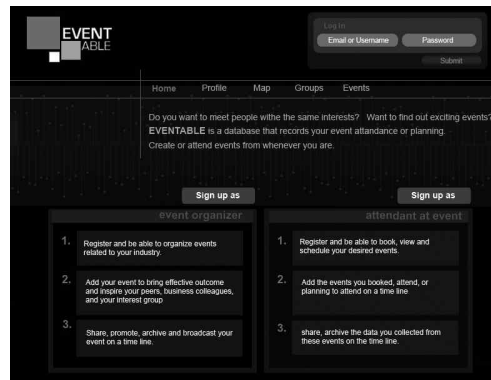 EVENT
ABLE
Log In
Email or Username
Password
Submit
Home Profile Map Groups Events
Do you want to meet people withe the same interests? Want to find out exciting events?
EVENTABLE is a database that records your event attandance or planning.
Create or attend events from whenever you are.
Sign up as
event organizer
1. Register and be able to organize events
related to your industry.
2. Add your event to bring effective outcome
and inspire your peers, business colleagues,
and your interest group
3. Share, promote, archive and broadcast your
event on a time line.
Sign up as
attendant at event
1. Register and be able to book, view and
schedule your desired events.
2. Add the events you booked, attend, or
planning to attend on a time line
3. share, archive the data you collected from
these events on the time line.